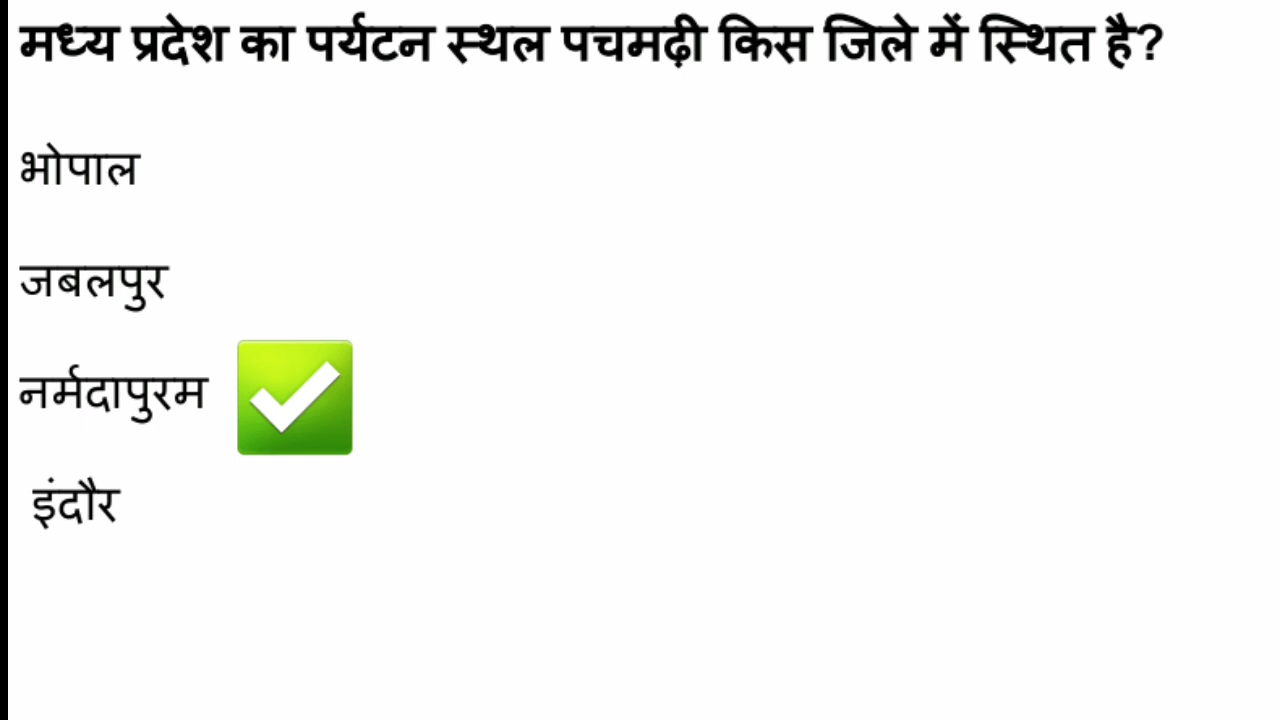 मध्य प्रदेश का पर्यटन स्थल पचमढ़ी किस जिले में स्थित है?
भोपाल
जबलपुर
नर्मदापुरम
इंदौर